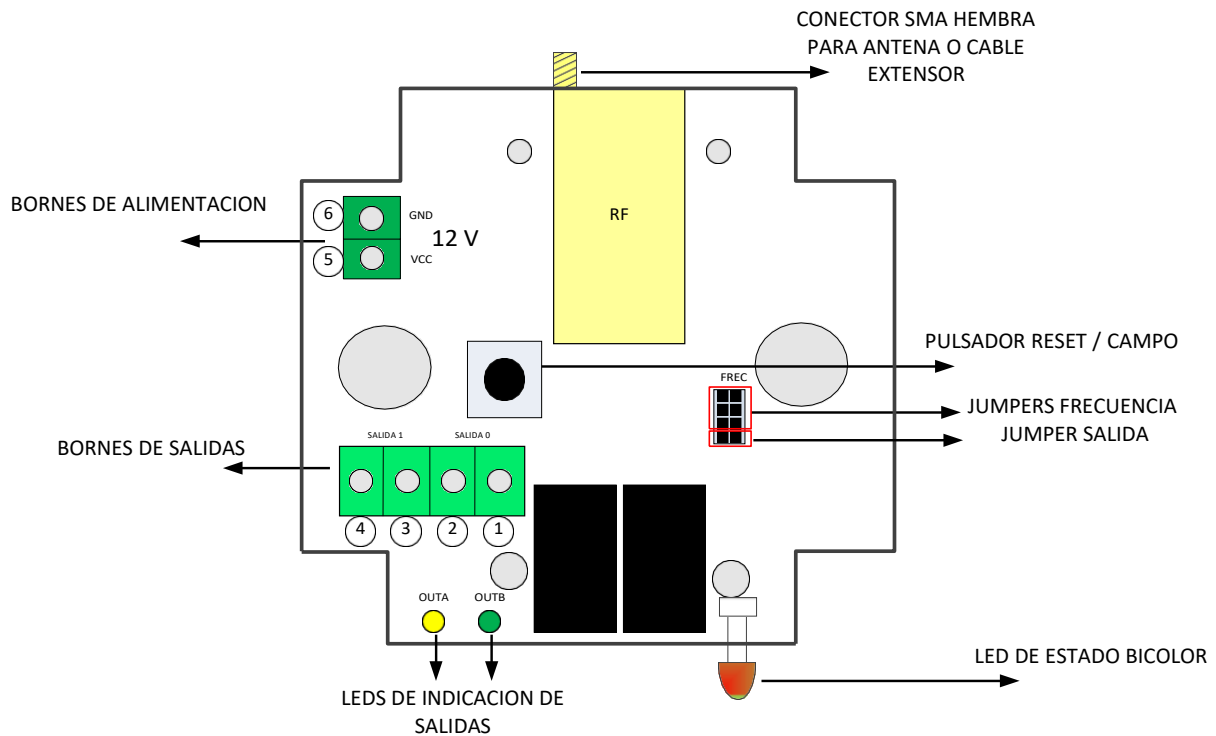 CONECTOR SMA HEMBRA
PARA ANTENA O CABLE
EXTENSOR
BORNES DE ALIMENTACION
6
GND
12 V
5
VCC
RF
PULSADOR RESET / CAMPO
FREC
JUMPERS FRECUENCIA
JUMPER SALIDA
BORNES DE SALIDAS
SALIDA 1
SALIDA 0
4
3
2
1
OUTA
OUTB
LED DE ESTADO BICOLOR
LEDS DE INDICACION DE
SALIDAS